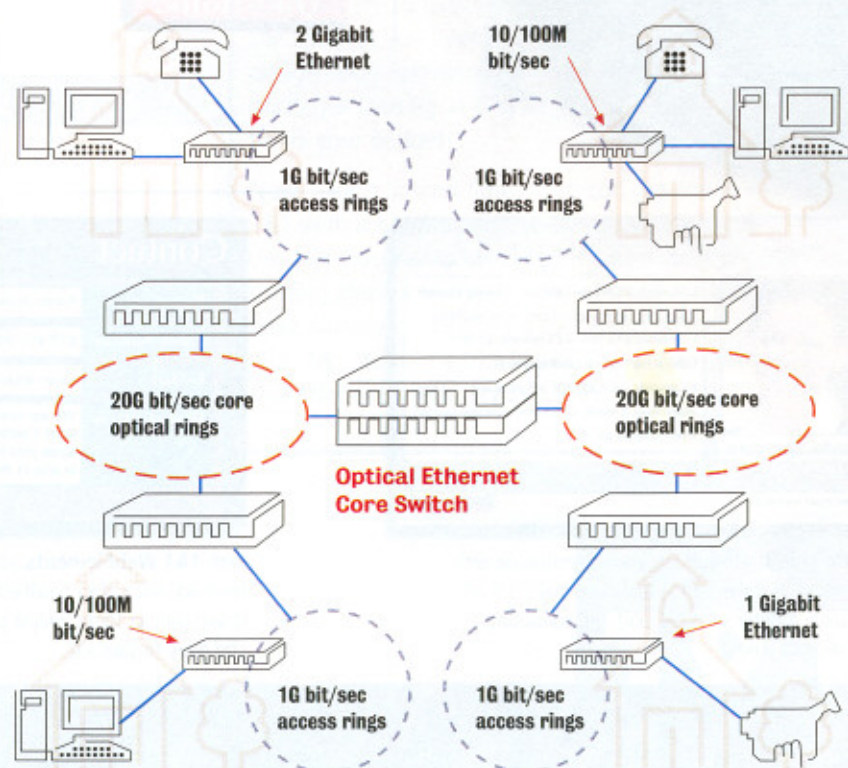 2 Gigabit
Ethernet
10/100M
bit/sec
1G bit/sec
access rings
1G bit/sec
access rings
20G bit/sec core
optical rings
20G bit/sec core
optical rings
Optical Ethernet
Core Switch
10/100M
bit/sec
1 Gigabit
Ethernet
1G bit/sec
access rings
1G bit/sec
access rings